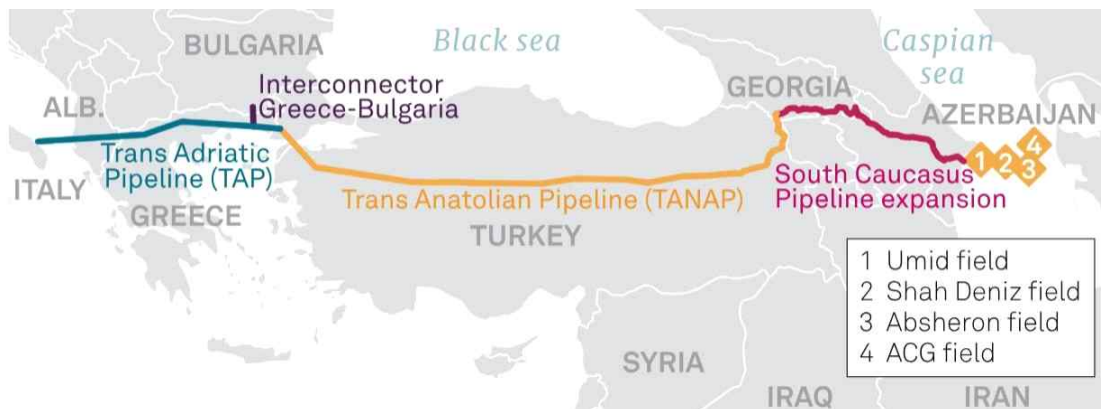 BULGARIA
Black sea
Caspian
sea
Interconnector
Greece-Bulgaria
GEORGIA
ALB.
AZERBAIJAN
Trans Adriatic
Pipeline (TAP)
ITALY
GREECE
Trans Anatolian Pipeline (TANAP)
TURKEY
South Caucasus
Pipeline expansion
1
2
3
4
1 Umid field
2 Shah Deniz field
3 Absheron field
4 ACG field
SYRIA
IRAQ
IRAN